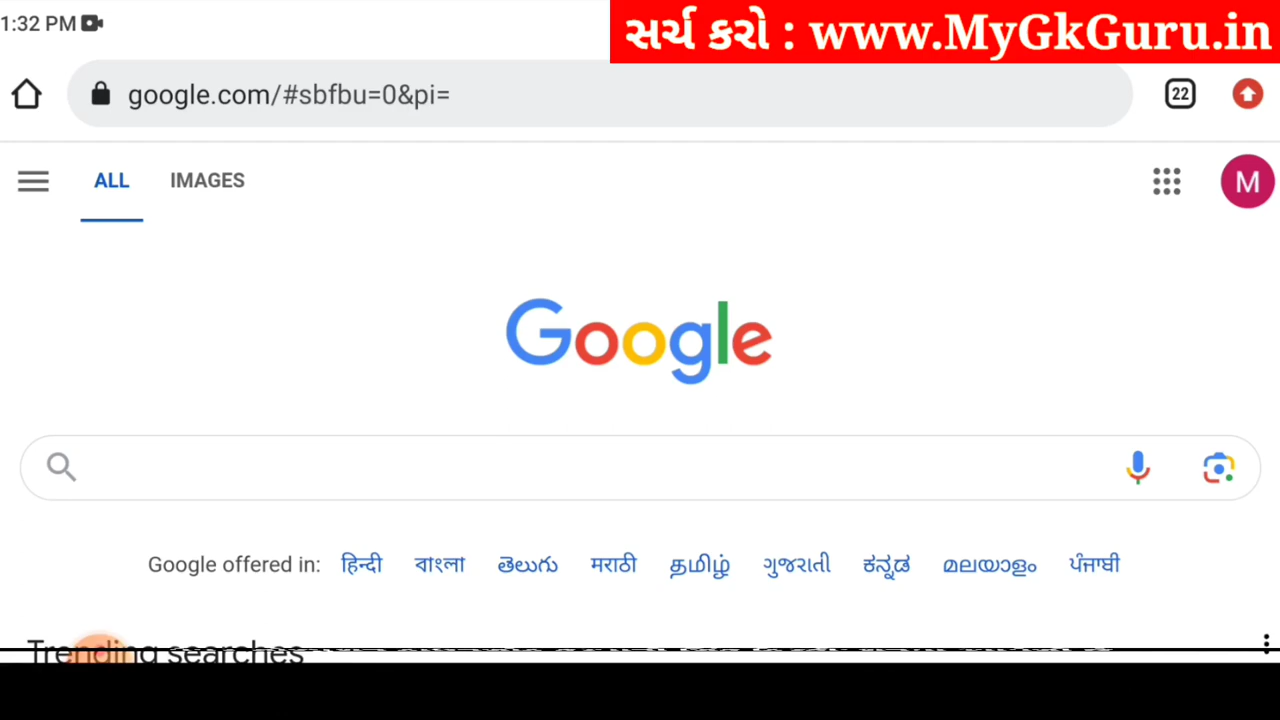 1:32 PM
સર્ચ કરો : www.MyGkGuru.in
google.com/#sbfbu=0&pi=
22
ALL IMAGES
M
Google
Google offered in: हिन्दी বাংলা తెలుగు मराठी தமிழ் ગુજરાતી ಕನ್ನಡ മലയാളം ਪੰਜਾਬੀ
Trending searches